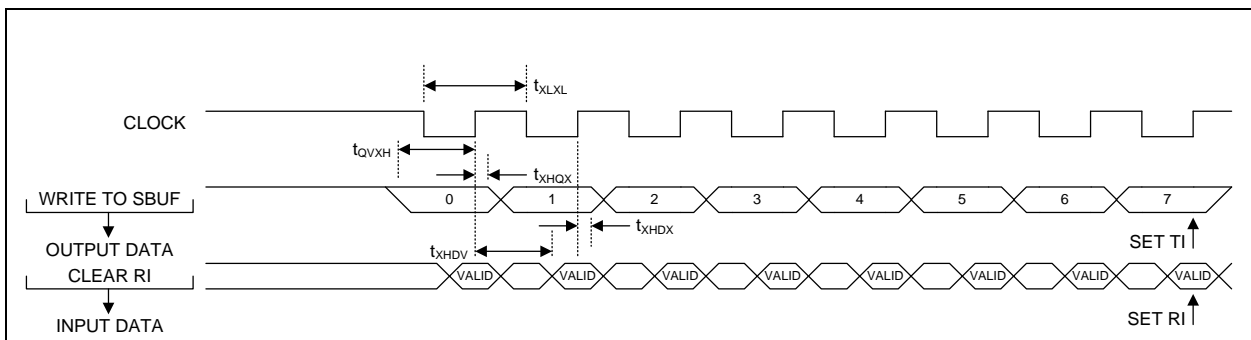 tXLXL
CLOCK
tQVXH
tXHQX
WRITE TO SBUF
0 1 2 3 4 5 6 7
tXHDX
OUTPUT DATA
tXHDV
SET TI
CLEAR RI
VALID VALID VALID VALID VALID VALID VALID VALID
INPUT DATA
SET RI